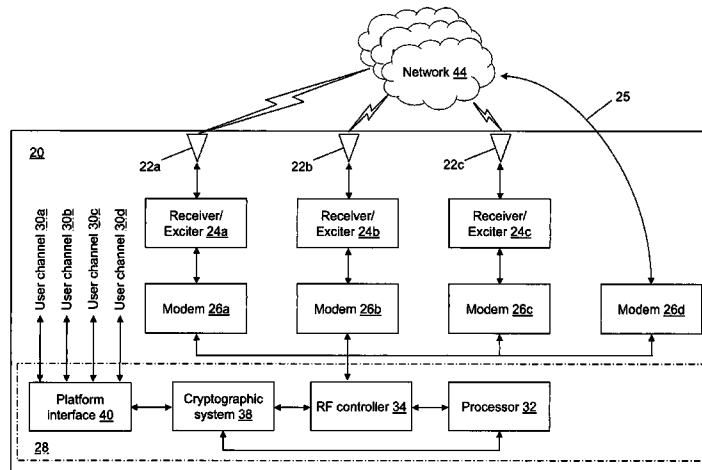 Network 44
25
20
22a
22b
22c
User channel 30a
User channel 30b
User channel 30c
User channel 30d
Receiver/
Exciter 24a
Receiver/
Exciter 24b
Receiver/
Exciter 24c
Modem 26a
Modem 26b
Modem 26c
Modem 26d
Platform
interface 40
Cryptographic
system 38
RF controller 34
Processor 32
28